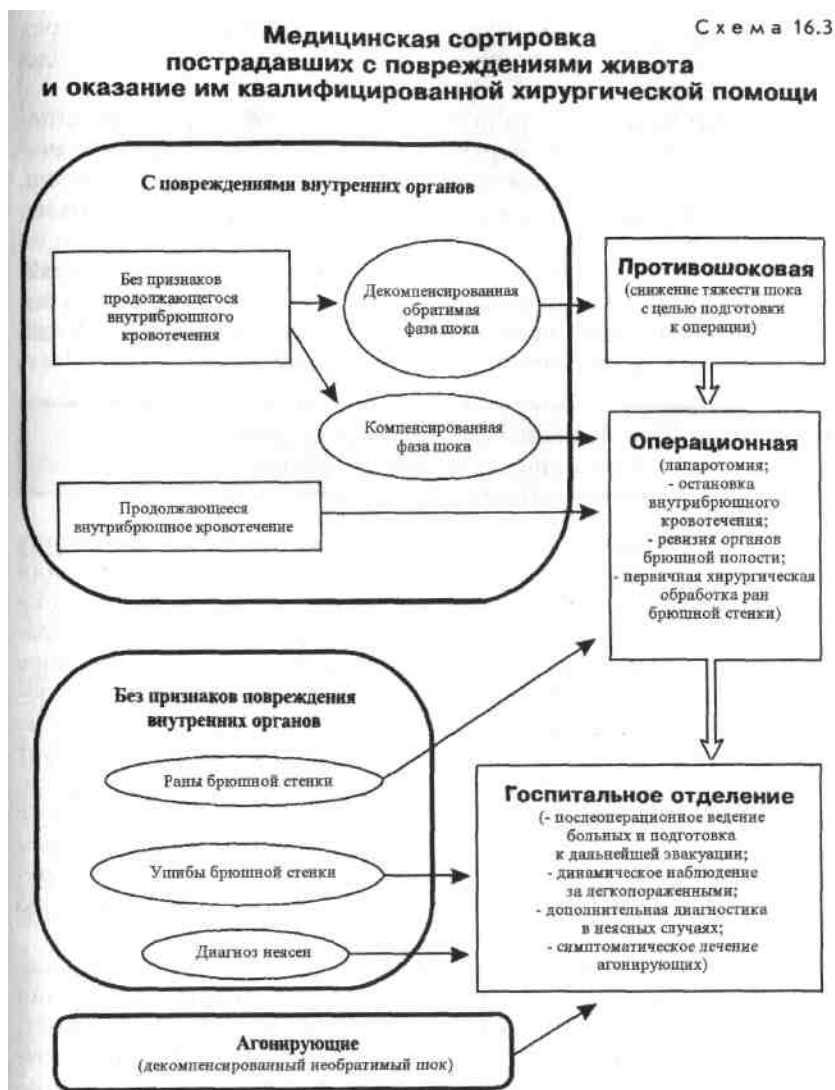 Схема 16.3
Медицинская сортировка
пострадавших с повреждениями живота
и оказание им квалифицированной хирургической помощи
С повреждениями внутренних органов
Без признаков
продолжающегося
внутрибрюшного
кровотечения
Декомпенсированная
обратимая
фаза шока
Компенсированная
фаза шока
Продолжающееся
внутрибрюшное кровотечение
Противошоковая
(снижение тяжести шока
с целью подготовки
к операции)
Операционная
(лапаротомия;
- остановка
внутрибрюшного
кровотечения;
- ревизия органов
брюшной полости;
- первичная хирургическая
обработка ран
брюшной стенки)
Без признаков повреждения
внутренних органов
Раны брюшной стенки
Ушибы брюшной стенки
Диагноз неясен
Госпитальное отделение
(- послеоперационное ведение
больных и подготовка
к дальнейшей эвакуации;
- динамическое наблюдение
за легкопораженными;
- дополнительная диагностика
в неясных случаях;
- симптоматическое лечение
агонирующих)
Агонирующие
(декомпенсированный необратимый шок)